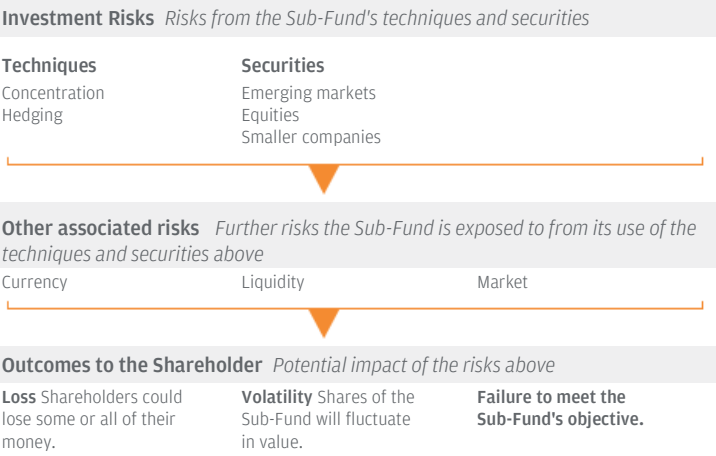 Investment Risks Risks from the Sub-Fund's techniques and securities
Techniques
Concentration
Hedging
Securities
Emerging markets
Equities
Smaller companies
Other associated risks Further risks the Sub-Fund is exposed to from its use of the
techniques and securities above
Currency Liquidity Market
Outcomes to the Shareholder Potential impact of the risks above
Loss Shareholders could
lose some or all of their
money.
Volatility Shares of the
Sub-Fund will fluctuate
in value.
Failure to meet the
Sub-Fund's objective.